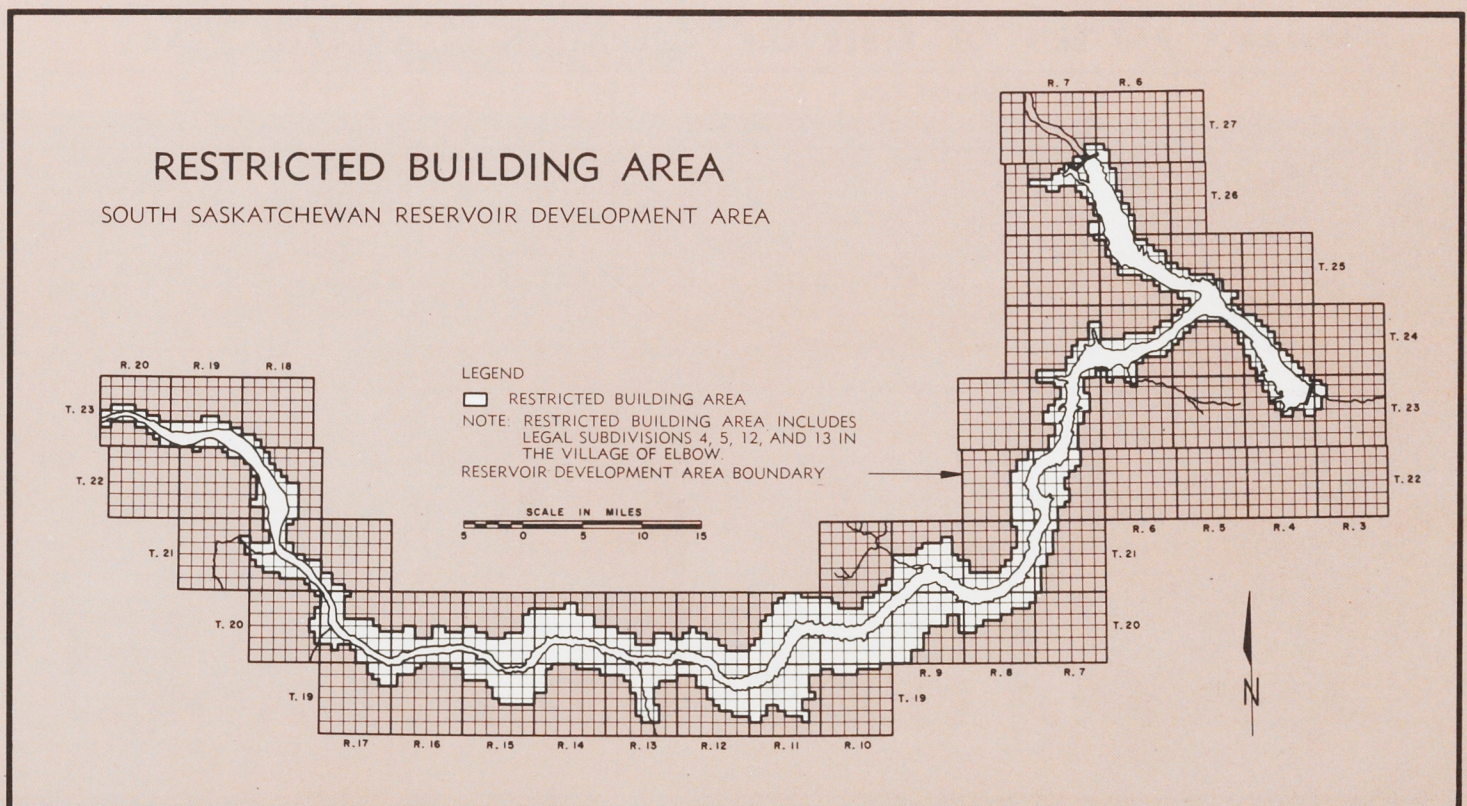 RESTRICTED BUILDING AREA
SOUTH SASKATCHEWAN RESERVOIR DEVELOPMENT AREA
R. 7 R. 6
T. 27
T. 26
T. 25
T. 24
T. 23
T. 22
R. 6 R. 5 R. 4 R. 3
R. 20 R. 19 R. 18
T. 23
T. 22
T. 21
T. 20
T. 19
LEGEND
RESTRICTED BUILDING AREA
NOTE: RESTRICTED BUILDING AREA INCLUDES
LEGAL SUBDIVISIONS 4, 5, 12, AND 13 IN
THE VILLAGE OF ELBOW.
RESERVOIR DEVELOPMENT AREA BOUNDARY
SCALE IN MILES
5 0 5 10 15
T. 21
T. 20
R. 9 R. 8 R. 7
T. 19
R. 17 R. 16 R. 15 R. 14 R. 13 R. 12 R. 11 R. 10
N